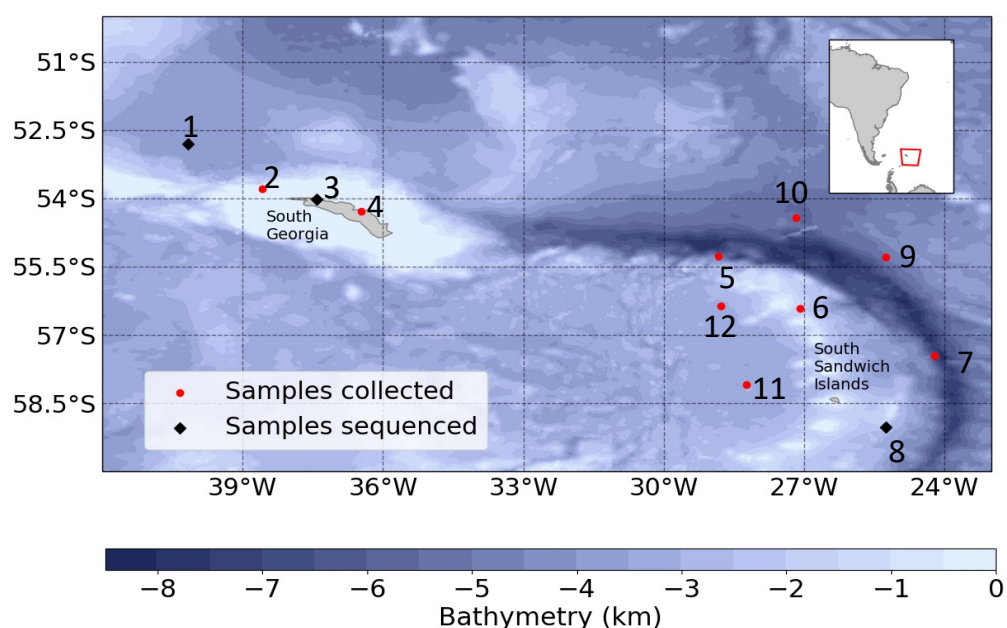 51°S
52.5°S
54°S
55.5°S
57°S
58.5°S
1
2
3
4
South
Georgia
10
9
5
6
12
7
South
Sandwich
Islands
11
8
Samples collected
Samples sequenced
39°W 36°W 33°W 30°W 27°W 24°W
−8 −7 −6 −5 −4 −3 −2 −1 0
Bathymetry (km)